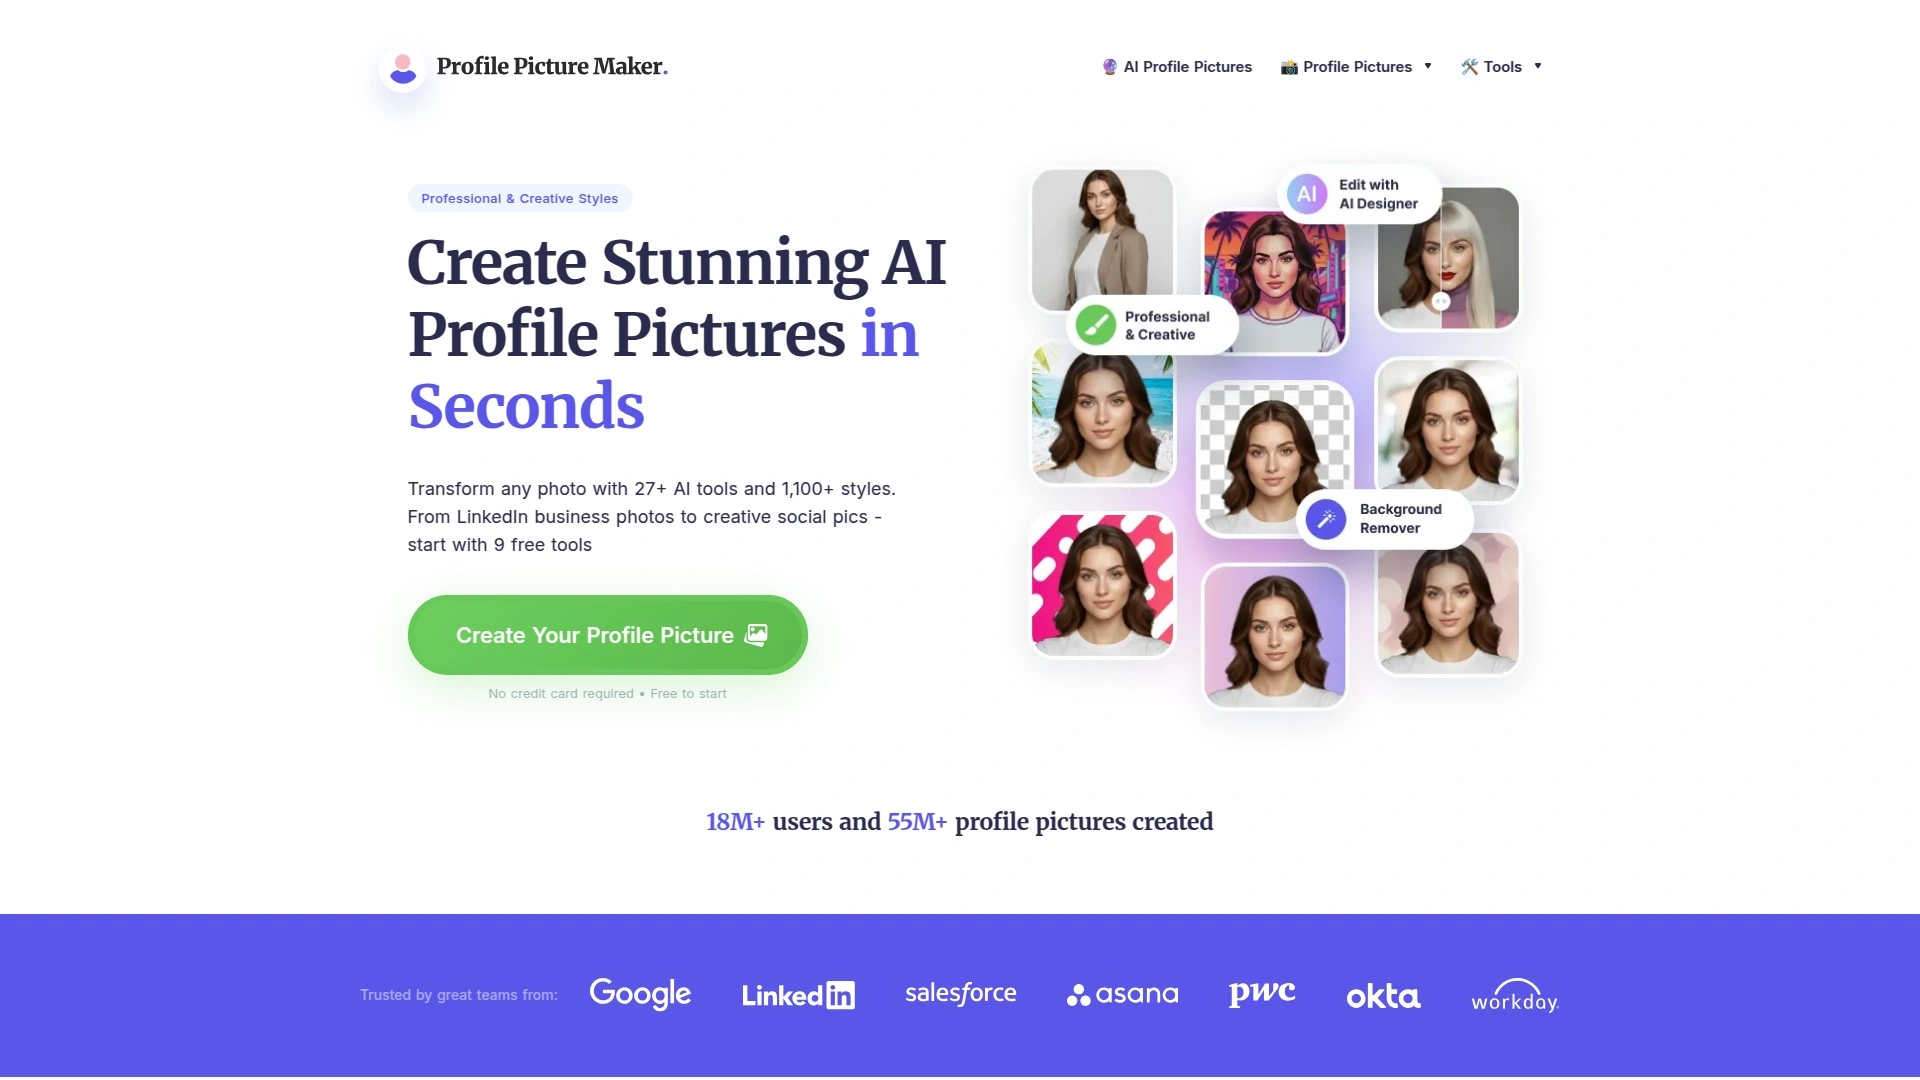 Profile Picture Maker.
AI Profile Pictures
Profile Pictures
Tools
Professional & Creative Styles
Create Stunning AI
Profile Pictures in
Seconds
Transform any photo with 27+ AI tools and 1,100+ styles.
From LinkedIn business photos to creative social pics -
start with 9 free tools
Create Your Profile Picture
No credit card required • Free to start
AI
Edit with
AI Designer
Professional
& Creative
Background
Remover
18M+ users and 55M+ profile pictures created
Trusted by great teams from:
Google
Linked in
salesforce
asana
pwc
okta
workday.